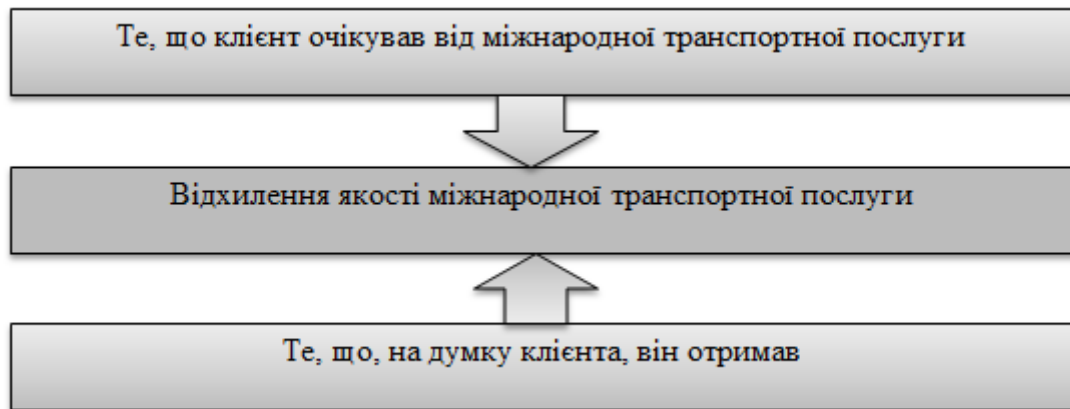 Те, що клієнт очікував від міжнародної транспортної послуги
Відхилення якості міжнародної транспортної послуги
Те, що, на думку клієнта, він отримав